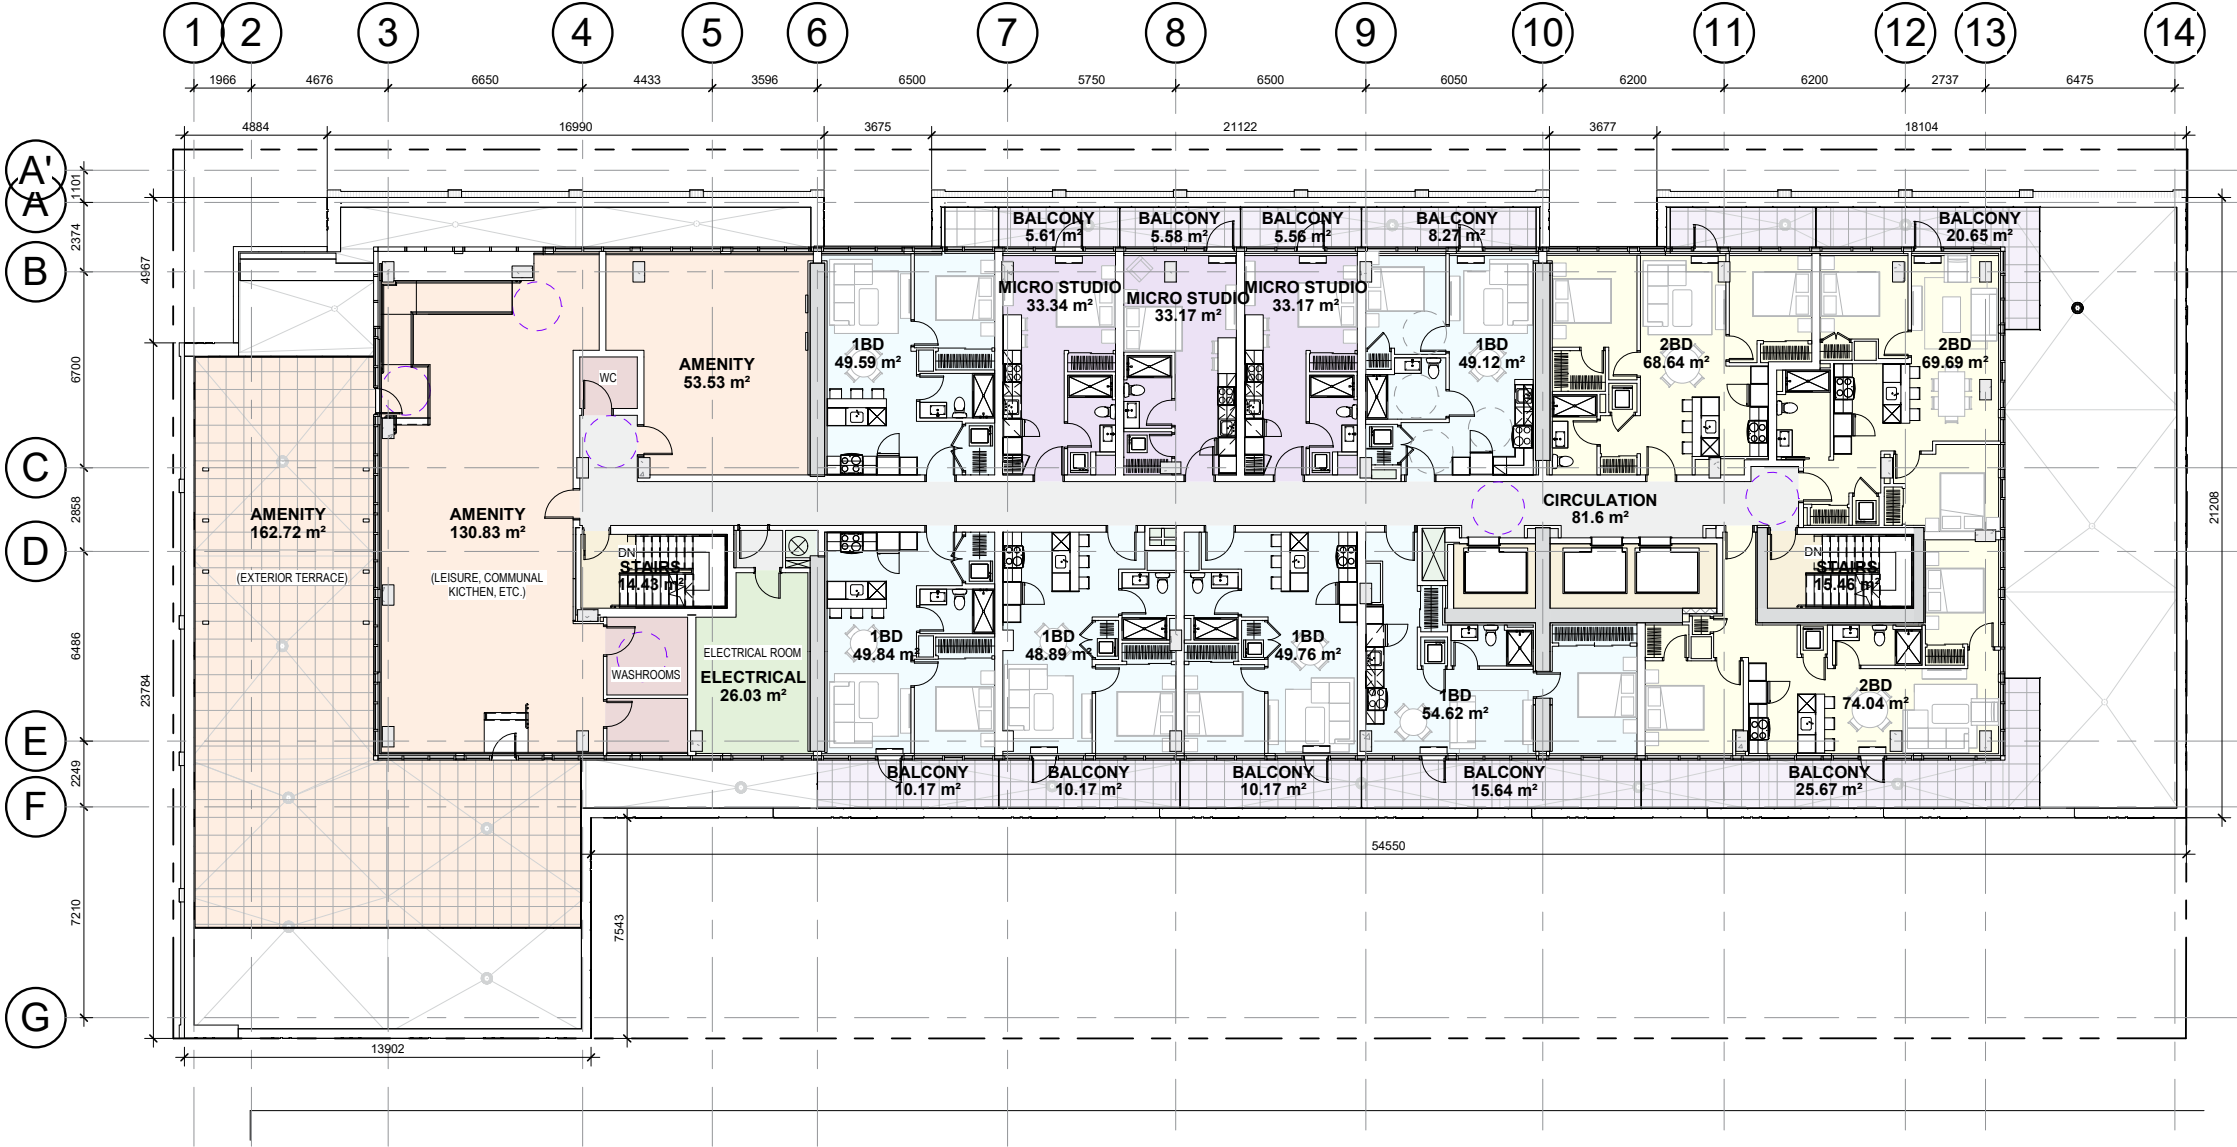 1 2 3 4 5 6 7 8 9 10 11 12 13 14
1966 4676 6650 4433 3596 6500 5750 6500 6050 6200 6200 2737 6475
4884 16990 3675 21122 3677 18104
A'
A
B
C
D
E
F
G
1101
2374
6700
2858
6486
2249
7210
4967
23784
21208
BALCONY
5.61 m²
BALCONY
5.58 m²
BALCONY
5.56 m²
BALCONY
8.27 m²
BALCONY
20.65 m²
MICRO STUDIO
33.34 m²
MICRO STUDIO
33.17 m²
MICRO STUDIO
33.17 m²
1BD
49.59 m²
1BD
49.12 m²
2BD
68.64 m²
2BD
69.69 m²
AMENITY
53.53 m²
WC
AMENITY
162.72 m²
(EXTERIOR TERRACE)
AMENITY
130.83 m²
(LEISURE, COMMUNAL
KICTHEN, ETC.)
CIRCULATION
81.6 m²
DN
STAIRS
14.43 m²
DN
STAIRS
15.46 m²
WASHROOMS
ELECTRICAL ROOM
ELECTRICAL
26.03 m²
1BD
49.84 m²
1BD
48.89 m²
1BD
49.76 m²
1BD
54.62 m²
2BD
74.04 m²
BALCONY
10.17 m²
BALCONY
10.17 m²
BALCONY
10.17 m²
BALCONY
15.64 m²
BALCONY
25.67 m²
54550
7543
13902